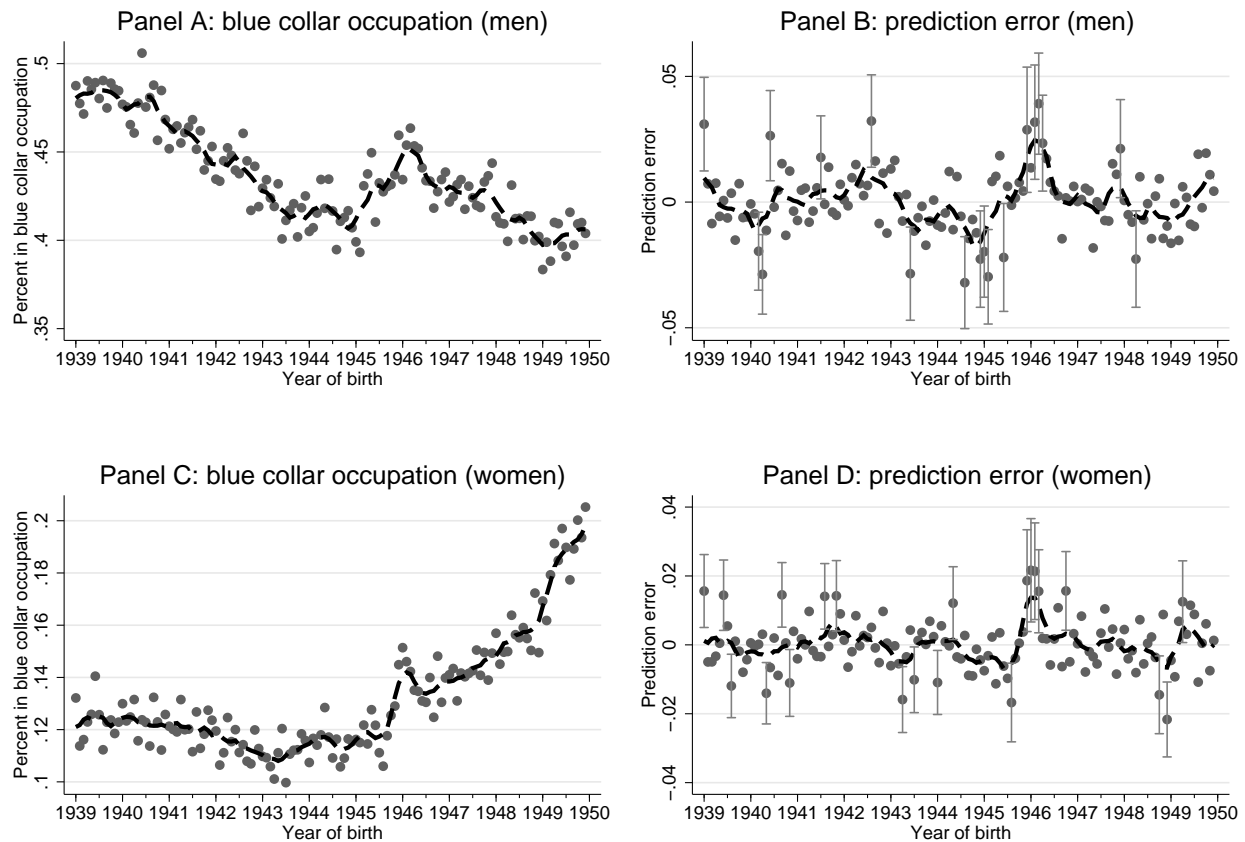 Panel A: blue collar occupation (men)
Percent in blue collar occupation
.5
.45
.4
.35
1939 1940 1941 1942 1943 1944 1945 1946 1947 1948 1949 1950
Year of birth
Panel B: prediction error (men)
Prediction error
.05
0
−.05
1939 1940 1941 1942 1943 1944 1945 1946 1947 1948 1949 1950
Year of birth
Panel C: blue collar occupation (women)
Percent in blue collar occupation
.2
.18
.16
.14
.12
.1
1939 1940 1941 1942 1943 1944 1945 1946 1947 1948 1949 1950
Year of birth
Panel D: prediction error (women)
Prediction error
.04
.02
0
−.02
−.04
1939 1940 1941 1942 1943 1944 1945 1946 1947 1948 1949 1950
Year of birth